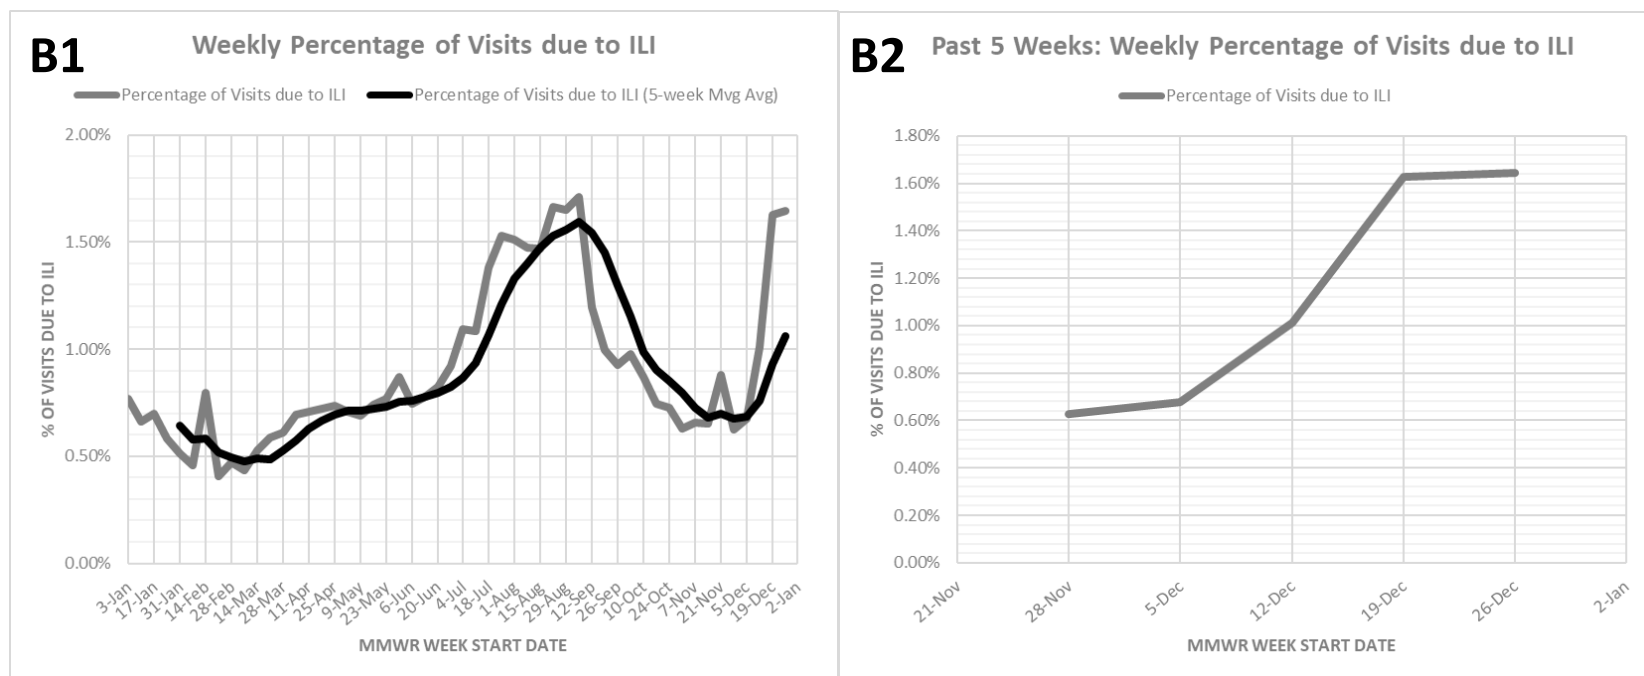 B1
Weekly Percentage of Visits due to ILI
Percentage of Visits due to ILI
Percentage of Visits due to ILI (5-week Mvg Avg)
% OF VISITS DUE TO ILI
2.00%
1.50%
1.00%
0.50%
0.00%
3-Jan
17-Jan
31-Jan
14-Feb
28-Feb
14-Mar
28-Mar
11-Apr
25-Apr
9-May
23-May
6-Jun
20-Jun
4-Jul
18-Jul
1-Aug
15-Aug
29-Aug
12-Sep
26-Sep
10-Oct
24-Oct
7-Nov
21-Nov
5-Dec
19-Dec
2-Jan
MMWR WEEK START DATE
B2
Past 5 Weeks: Weekly Percentage of Visits due to ILI
Percentage of Visits due to ILI
% OF VISITS DUE TO ILI
1.80%
1.60%
1.40%
1.20%
1.00%
0.80%
0.60%
0.40%
0.20%
0.00%
21-Nov
28-Nov
5-Dec
12-Dec
19-Dec
26-Dec
2-Jan
MMWR WEEK START DATE